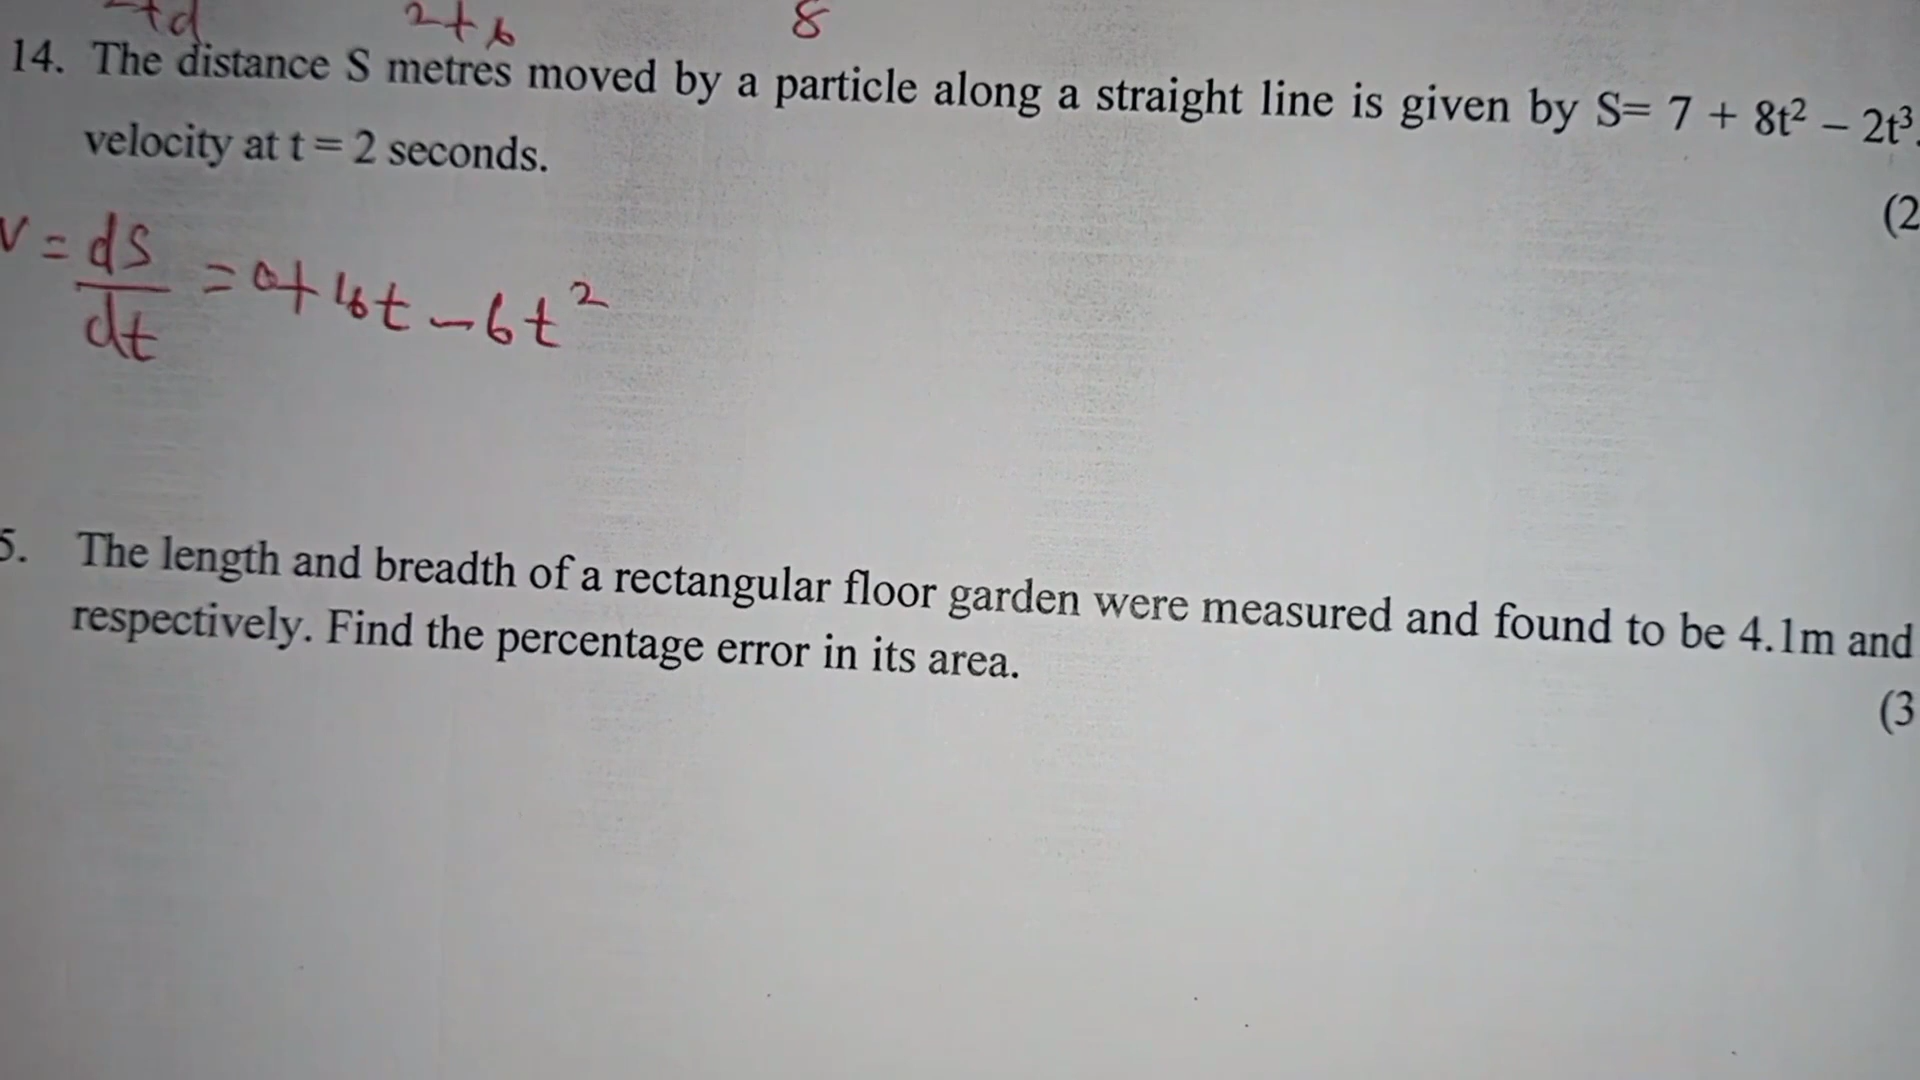 +d 2+6 8
14. The distance S metres moved by a particle along a straight line is given by S= 7 + 8t² – 2t³.
velocity at t = 2 seconds.
(2
V = dS/dt = 0+16t – 6t²
5. The length and breadth of a rectangular floor garden were measured and found to be 4.1m and
respectively. Find the percentage error in its area.
(3